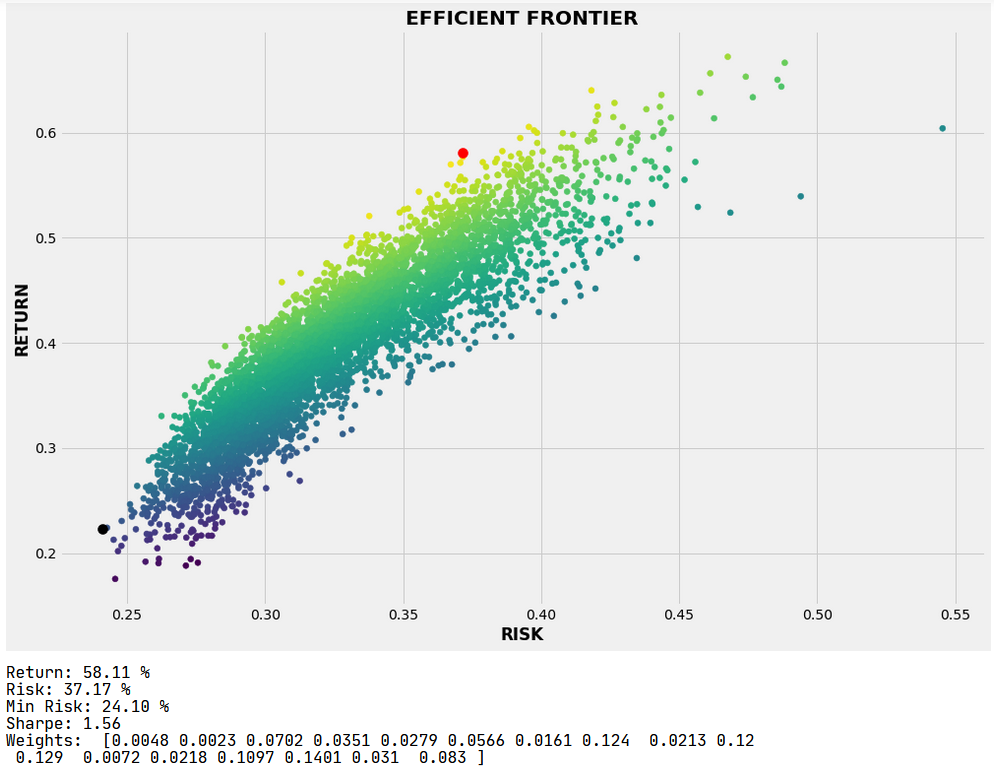 EFFICIENT FRONTIER
0.6
0.5
0.4
0.3
0.2
RETURN
0.25 0.30 0.35 0.40 0.45 0.50 0.55
RISK
Return: 58.11 %
Risk: 37.17 %
Min Risk: 24.10 %
Sharpe: 1.56
Weights:  [0.0048 0.0023 0.0702 0.0351 0.0279 0.0566 0.0161 0.124  0.0213 0.12
 0.129  0.0072 0.0218 0.1097 0.1401 0.031  0.083 ]